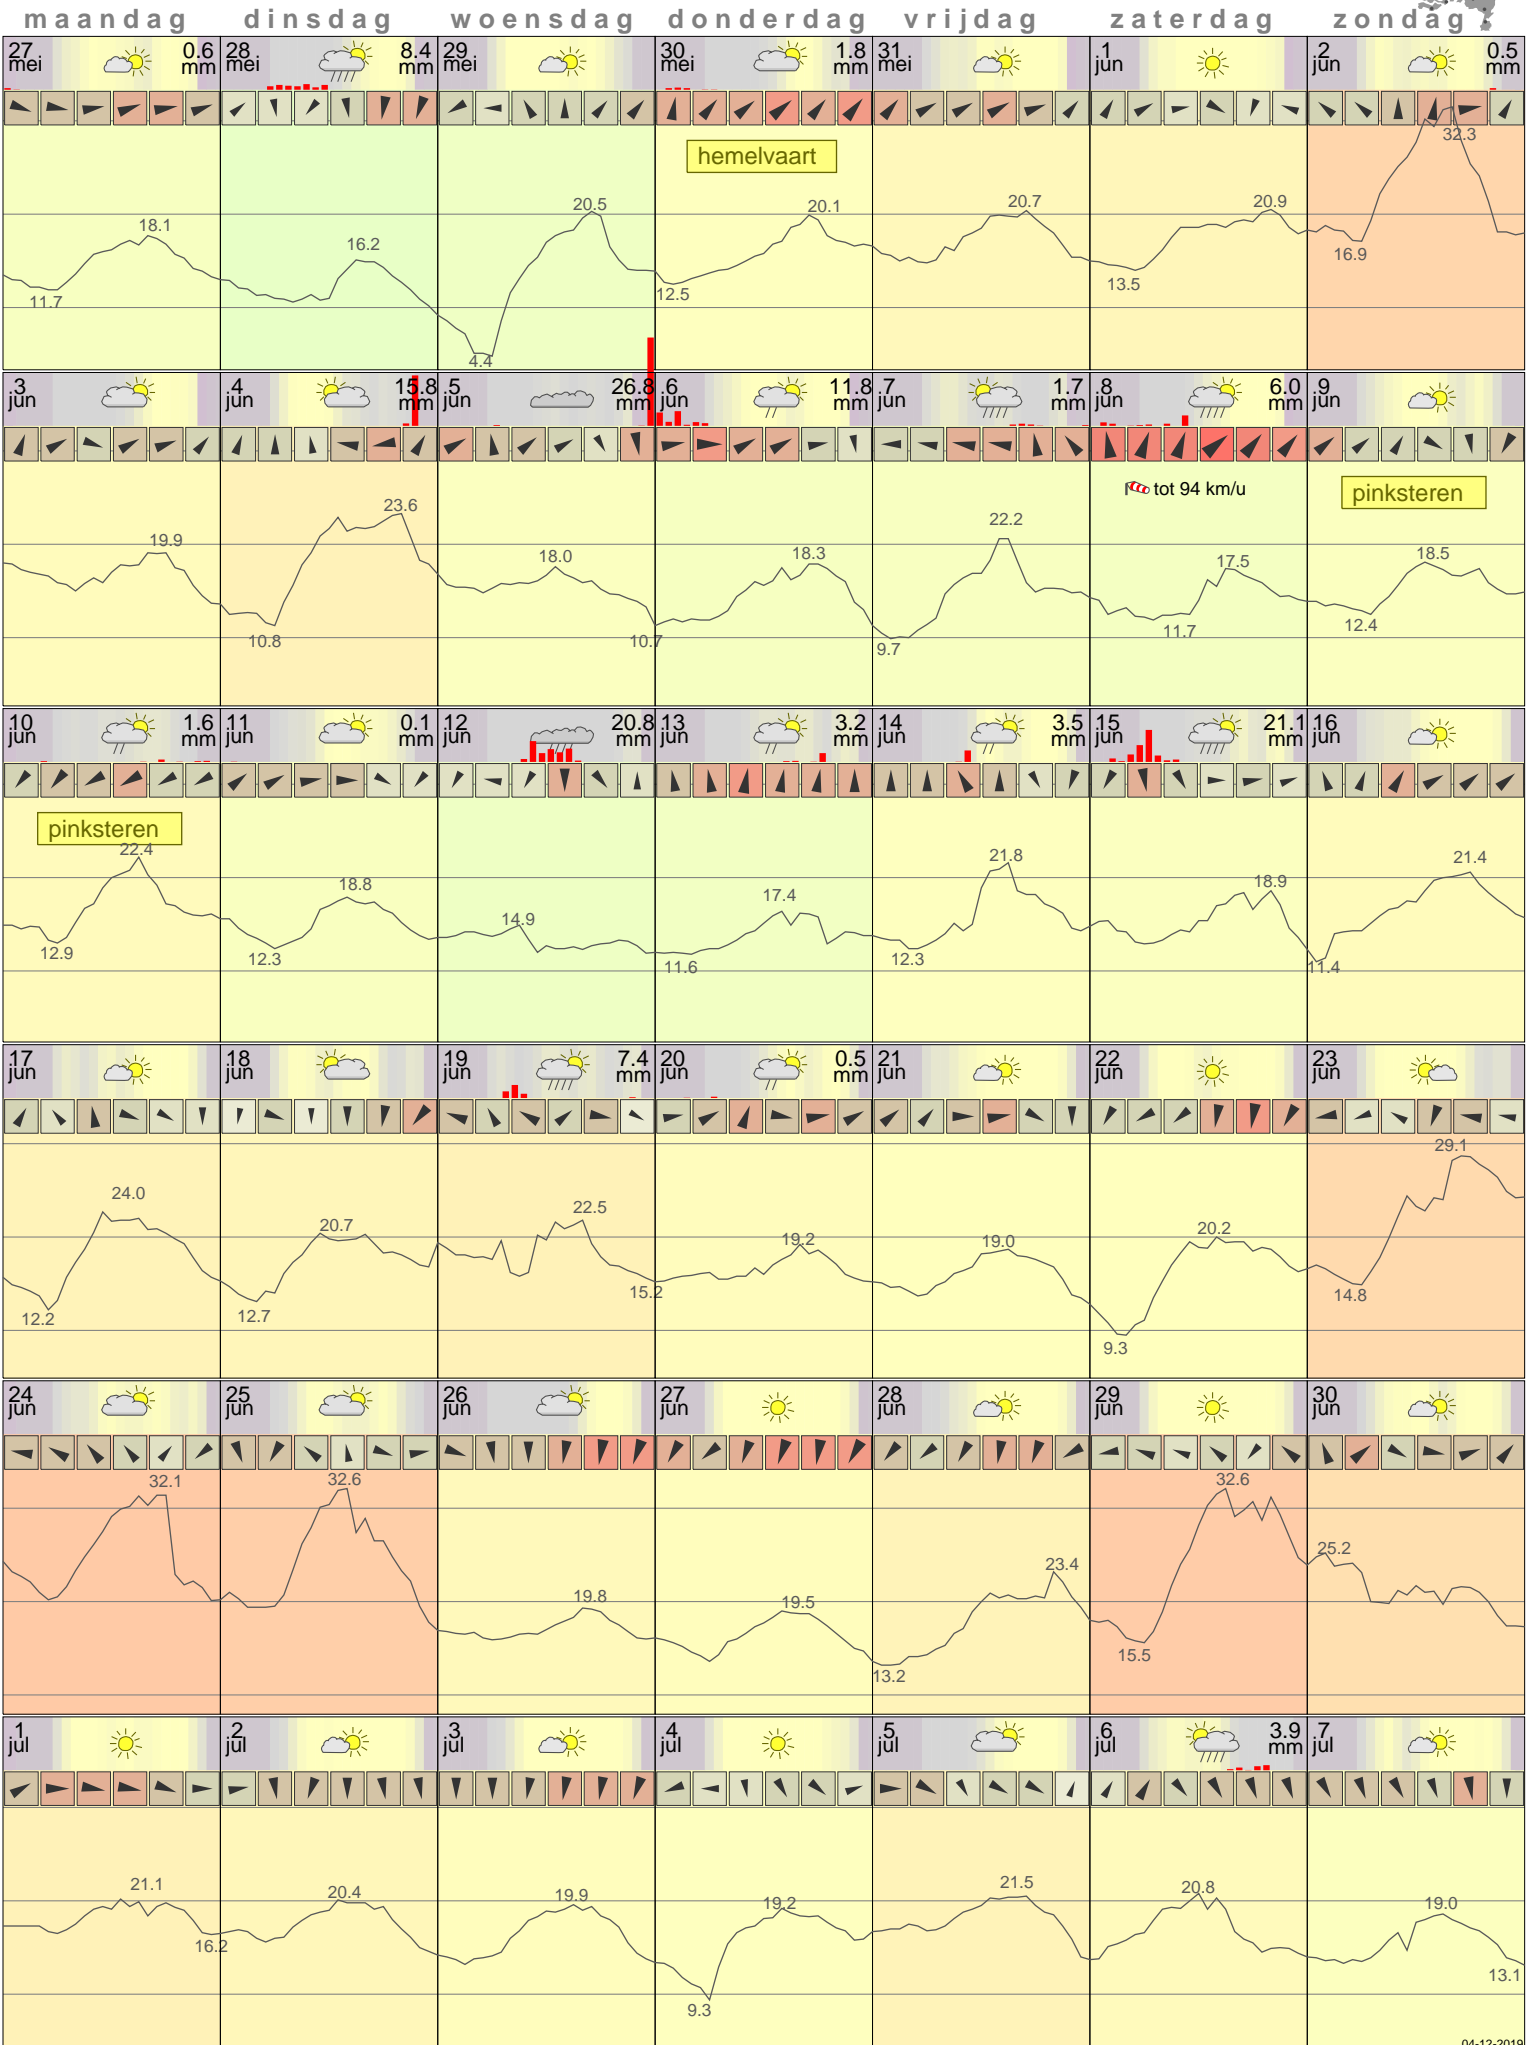 maandag dinsdag woensdag donderdag vrijdag zaterdag zondag
27 mei 0.6 mm 28 mei 8.4 mm 29 mei 30 mei 1.8 mm 31 mei 1 jun 2 jun 0.5 mm
hemelvaart
18.1 11.7 16.2 20.5 4.4 20.1 12.5 20.7 20.9 13.5 32.3 16.9
3 jun 4 jun 15.8 5 jun 26.8 6 jun 11.8 7 jun 1.7 mm 8 jun 6.0 mm 9 jun
tot 94 km/u pinksteren
19.9 23.6 10.8 18.0 10.7 18.3 22.2 9.7 17.5 11.7 18.5 12.4
10 jun 1.6 mm 11 jun 0.1 mm 12 jun 20.8 mm 13 jun 3.2 mm 14 jun 3.5 mm 15 jun 21.1 mm 16 jun
pinksteren
22.4 12.9 18.8 12.3 14.9 17.4 11.6 21.8 12.3 18.9 21.4 11.4
17 jun 18 jun 19 jun 7.4 mm 20 jun 0.5 mm 21 jun 22 jun 23 jun
24.0 12.2 20.7 12.7 22.5 15.2 19.2 19.0 20.2 9.3 29.1 14.8
24 jun 25 jun 26 jun 27 jun 28 jun 29 jun 30 jun
32.1 32.6 19.8 19.5 23.4 13.2 32.6 15.5 25.2
1 jul 2 jul 3 jul 4 jul 5 jul 6 jul 3.9 mm 7 jul
21.1 16.2 20.4 19.9 19.2 9.3 21.5 20.8 19.0 13.1
04-12-2019